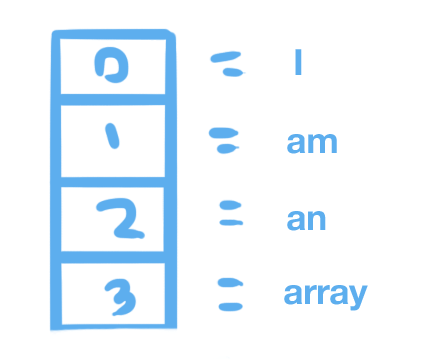 0 = I
1 = am
2 = an
3 = array